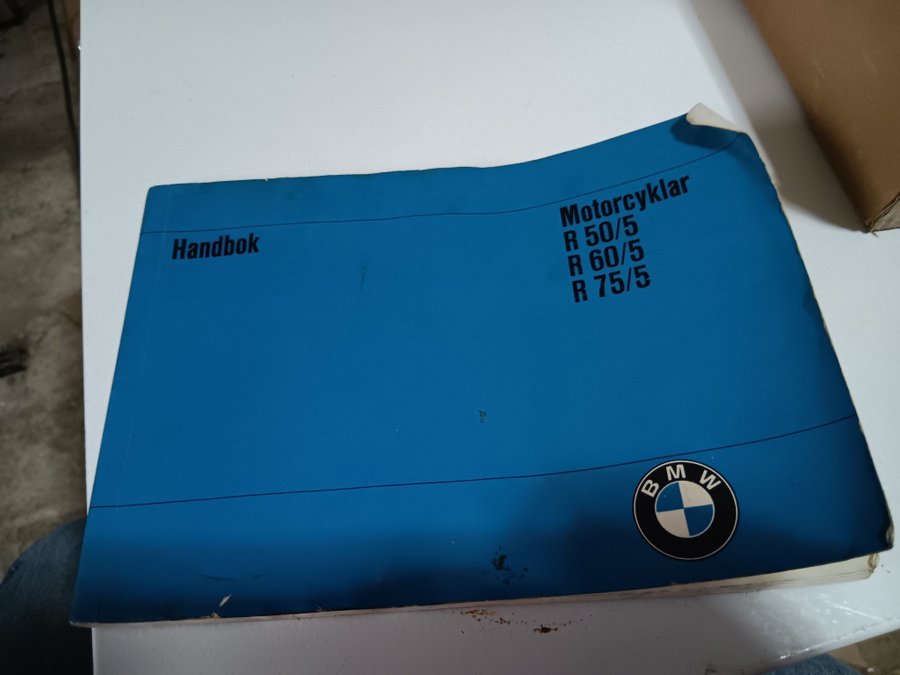 Handbok
Motorcyklar
R 50/5
R 60/5
R 75/5
BMW